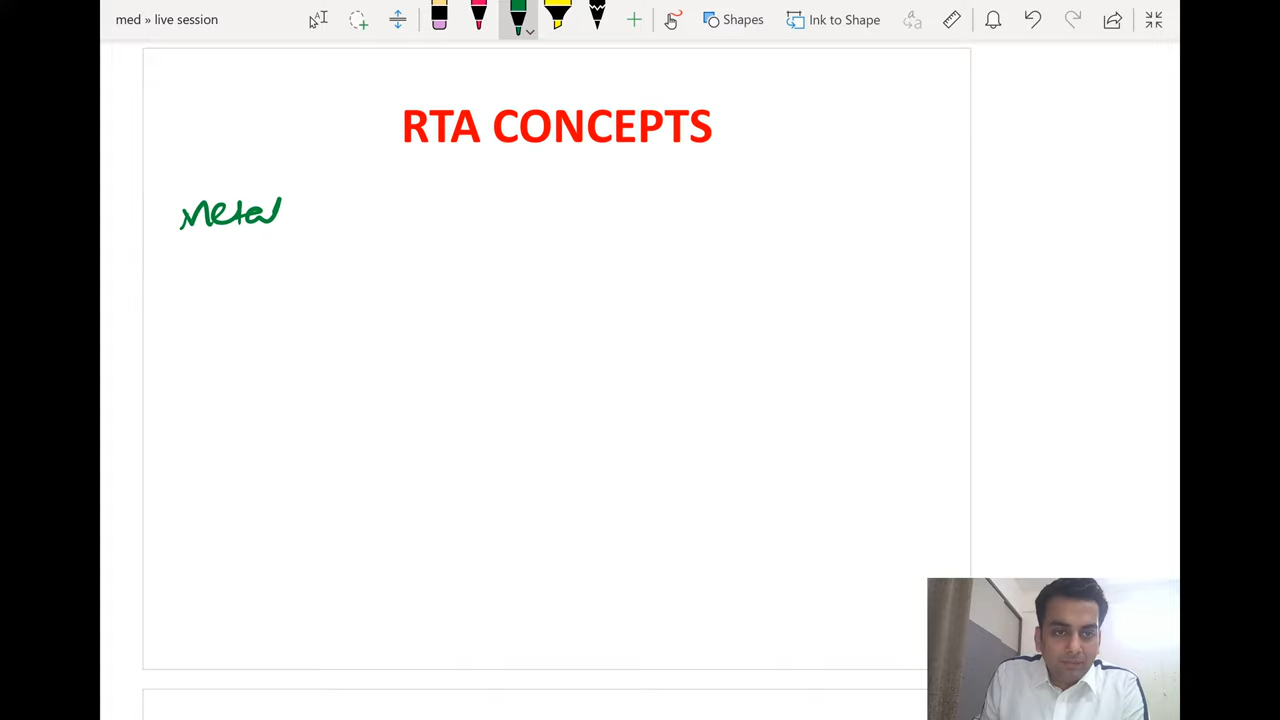 med » live session
Shapes
Ink to Shape
RTA CONCEPTS
Metal